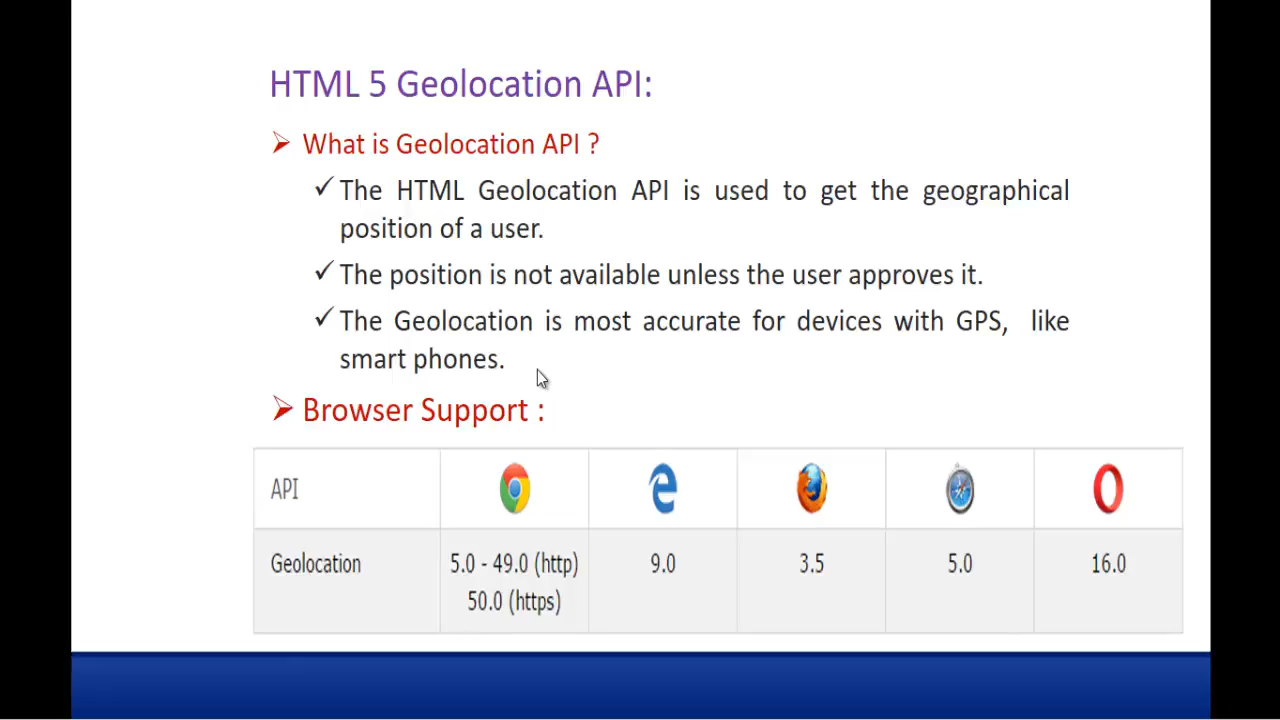 HTML 5 Geolocation API:
What is Geolocation API ?
The HTML Geolocation API is used to get the geographical
position of a user.
The position is not available unless the user approves it.
The Geolocation is most accurate for devices with GPS, like
smart phones.
Browser Support :
API
Geolocation 5.0 - 49.0 (http) 9.0 3.5 5.0 16.0
50.0 (https)